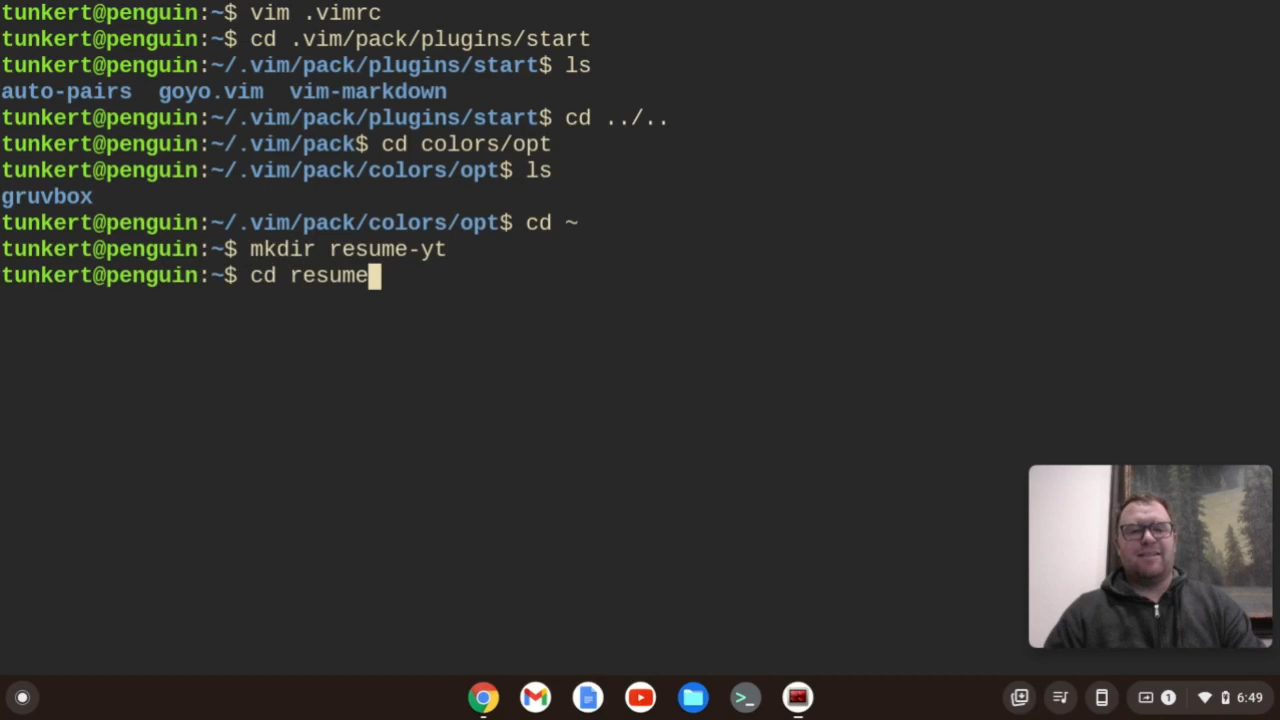 tunkert@penguin:~$ vim .vimrc
tunkert@penguin:~$ cd .vim/pack/plugins/start
tunkert@penguin:~/.vim/pack/plugins/start$ ls
auto-pairs  goyo.vim  vim-markdown
tunkert@penguin:~/.vim/pack/plugins/start$ cd ../..
tunkert@penguin:~/.vim/pack$ cd colors/opt
tunkert@penguin:~/.vim/pack/colors/opt$ ls
gruvbox
tunkert@penguin:~/.vim/pack/colors/opt$ cd ~
tunkert@penguin:~$ mkdir resume-yt
tunkert@penguin:~$ cd resume
1 6:49